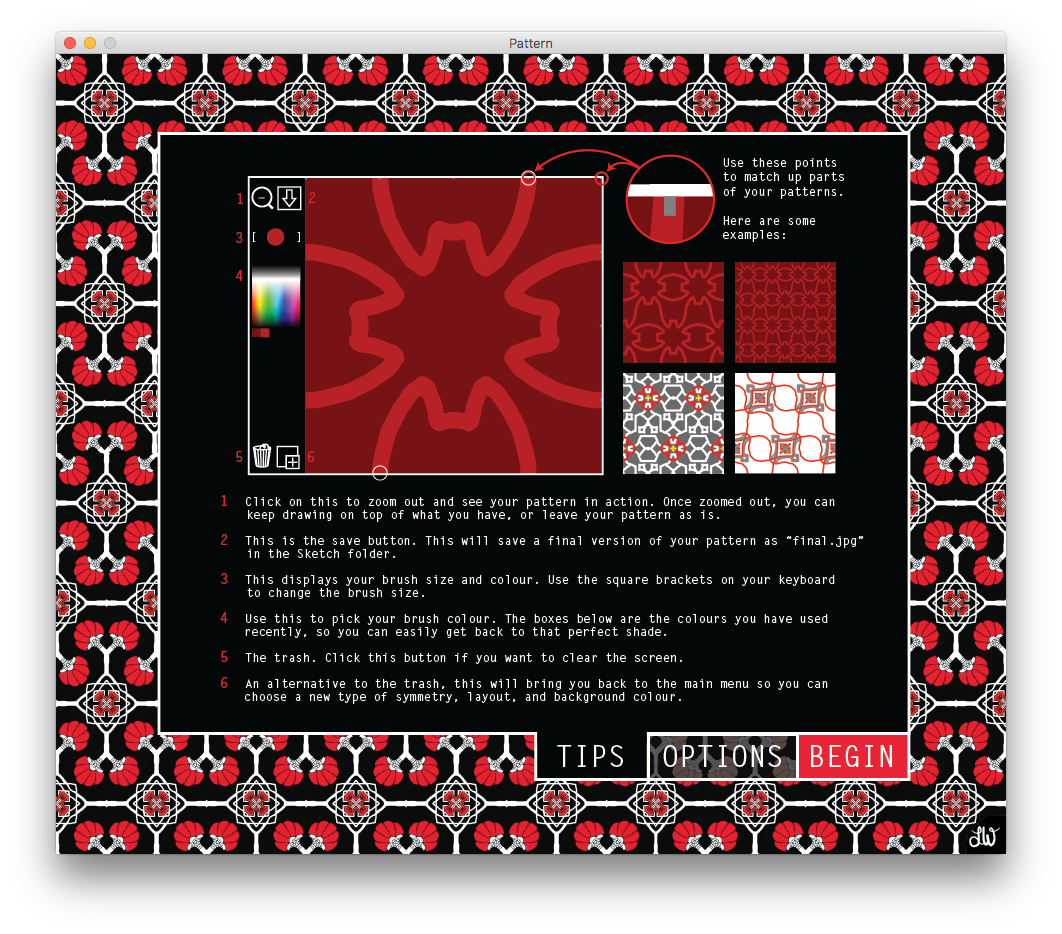 Pattern
Use these points
to match up parts
of your patterns.
Here are some
examples:
1
2
3
[ ]
4
5
6
1 Click on this to zoom out and see your pattern in action. Once zoomed out, you can
keep drawing on top of what you have, or leave your pattern as is.
2 This is the save button. This will save a final version of your pattern as “final.jpg”
in the Sketch folder.
3 This displays your brush size and colour. Use the square brackets on your keyboard
to change the brush size.
4 Use this to pick your brush colour. The boxes below are the colours you have used
recently, so you can easily get back to that perfect shade.
5 The trash. Click this button if you want to clear the screen.
6 An alternative to the trash, this will bring you back to the main menu so you can
choose a new type of symmetry, layout, and background colour.
TIPS OPTIONS BEGIN
LW